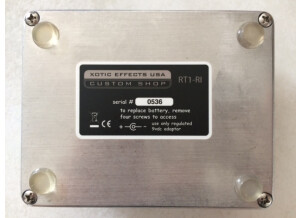 XOTIC EFFECTS USA
CUSTOM SHOP
RT1-RI
serial # 0536
to replace battery, remove
four screws to access
CE
use only regulated
9vdc adaptor